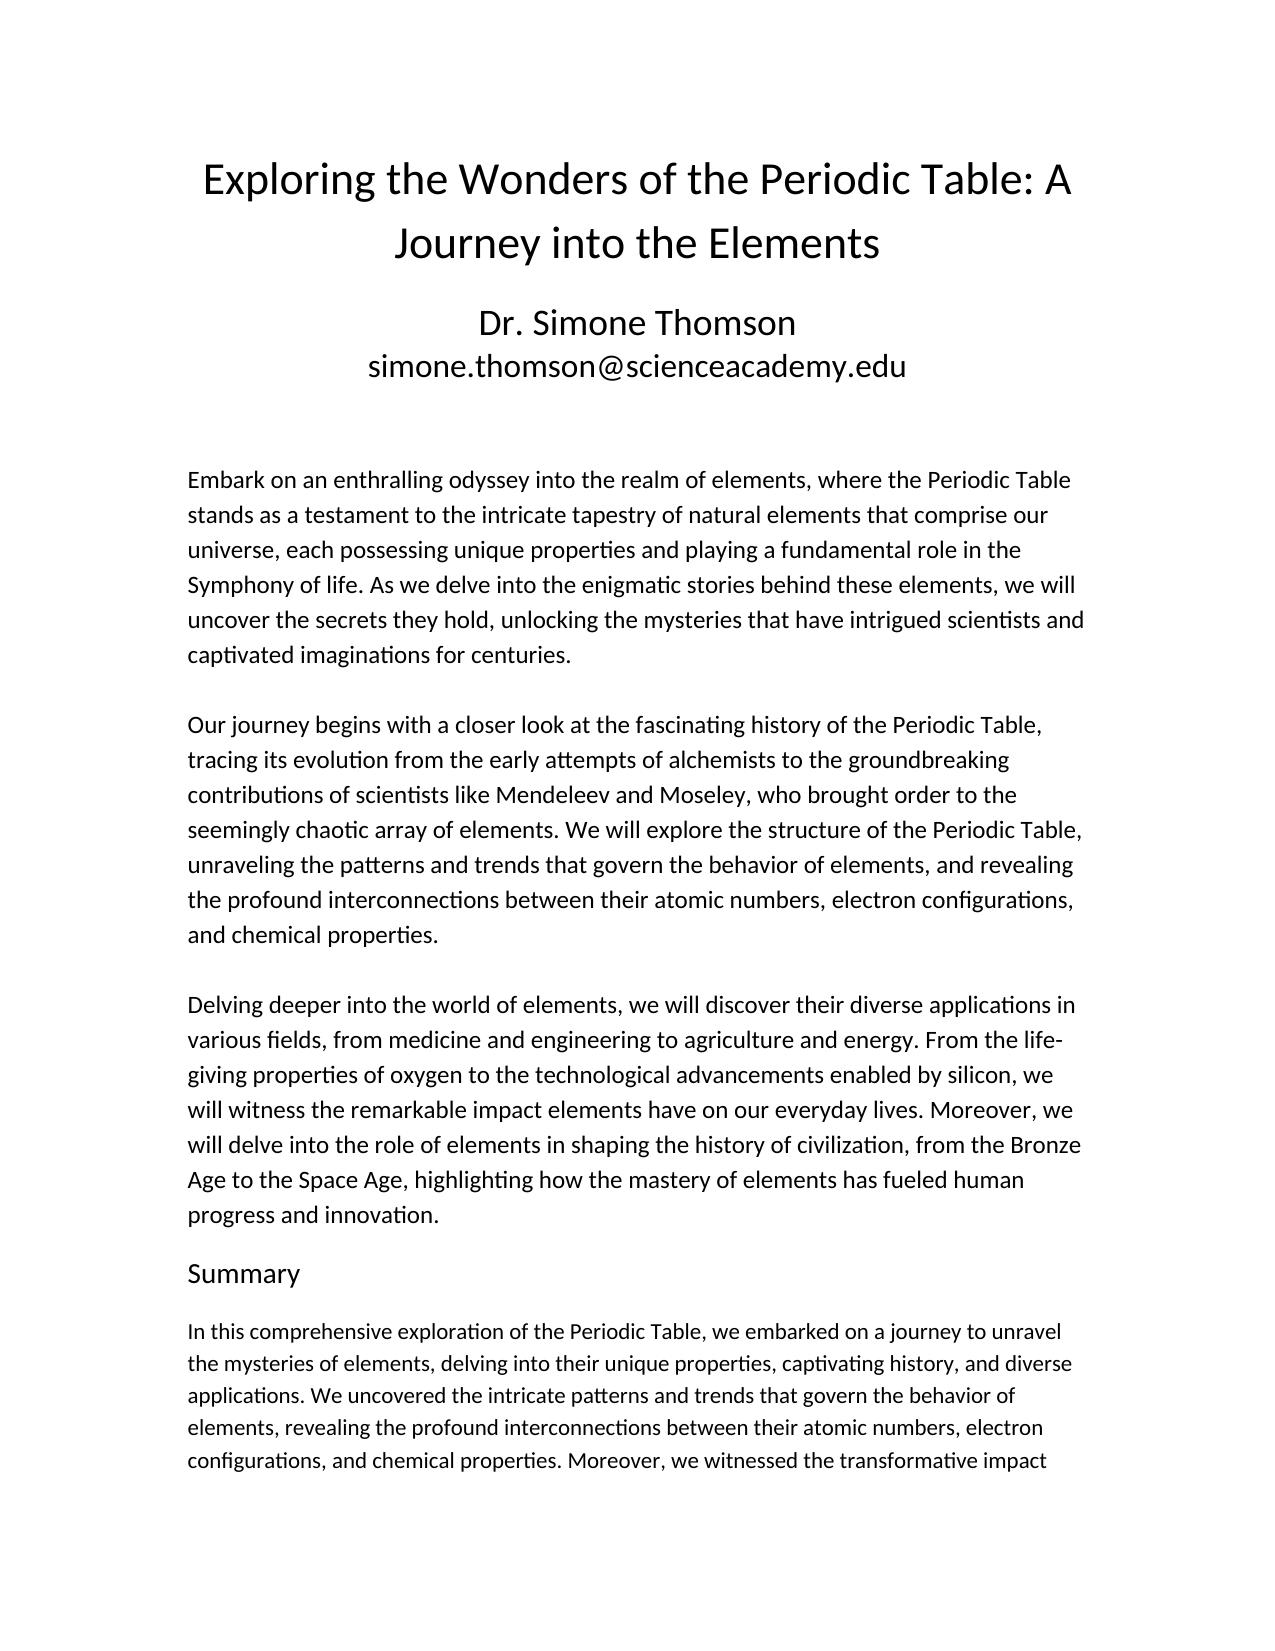 Exploring the Wonders of the Periodic Table: A
Journey into the Elements
Dr. Simone Thomson
simone.thomson@scienceacademy.edu
Embark on an enthralling odyssey into the realm of elements, where the Periodic Table
stands as a testament to the intricate tapestry of natural elements that comprise our
universe, each possessing unique properties and playing a fundamental role in the
Symphony of life. As we delve into the enigmatic stories behind these elements, we will
uncover the secrets they hold, unlocking the mysteries that have intrigued scientists and
captivated imaginations for centuries.
Our journey begins with a closer look at the fascinating history of the Periodic Table,
tracing its evolution from the early attempts of alchemists to the groundbreaking
contributions of scientists like Mendeleev and Moseley, who brought order to the
seemingly chaotic array of elements. We will explore the structure of the Periodic Table,
unraveling the patterns and trends that govern the behavior of elements, and revealing
the profound interconnections between their atomic numbers, electron configurations,
and chemical properties.
Delving deeper into the world of elements, we will discover their diverse applications in
various fields, from medicine and engineering to agriculture and energy. From the life-
giving properties of oxygen to the technological advancements enabled by silicon, we
will witness the remarkable impact elements have on our everyday lives. Moreover, we
will delve into the role of elements in shaping the history of civilization, from the Bronze
Age to the Space Age, highlighting how the mastery of elements has fueled human
progress and innovation.
Summary
In this comprehensive exploration of the Periodic Table, we embarked on a journey to unravel
the mysteries of elements, delving into their unique properties, captivating history, and diverse
applications. We uncovered the intricate patterns and trends that govern the behavior of
elements, revealing the profound interconnections between their atomic numbers, electron
configurations, and chemical properties. Moreover, we witnessed the transformative impact